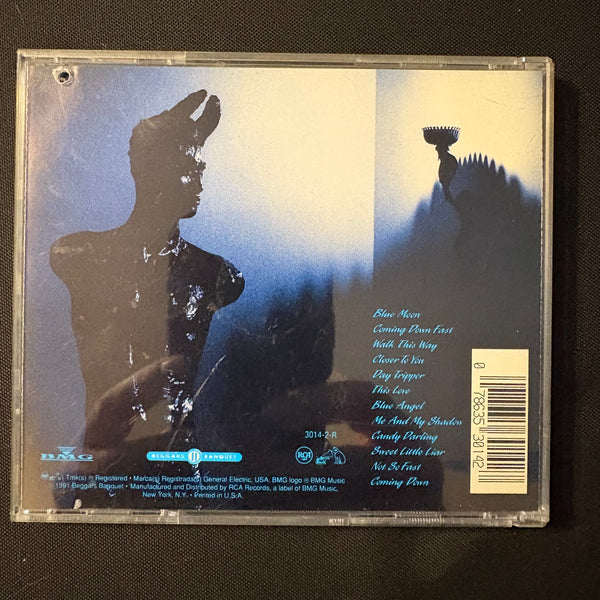 Blue Moon
Coming Down Fast
Walk This Way
Closer To You
Day Tripper
This Love
Blue Angel
Me And My Shadow
Candy Darling
Sweet Little Liar
Not So Fast
Coming Down
0 78635 30142
3014-2-R
BMG
BEGGARS BANQUET
RCA
Tmk(s) ® Registered • Marca(s) Registrada(s) General Electric, USA. BMG logo ® BMG Music
1991 Beggars Banquet • Manufactured and Distributed by RCA Records, a label of BMG Music,
New York, N.Y. • Printed in U.S.A.